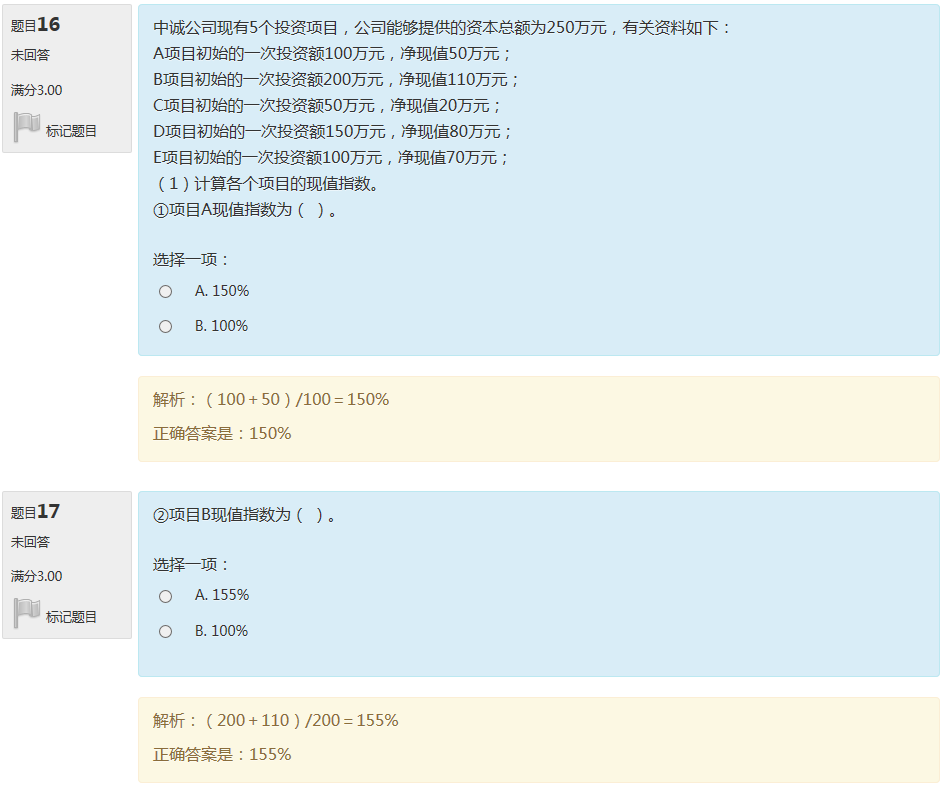 题目16
未回答
满分3.00
标记题目
中诚公司现有5个投资项目，公司能够提供的资本总额为250万元，有关资料如下：
A项目初始的一次投资额100万元，净现值50万元；
B项目初始的一次投资额200万元，净现值110万元；
C项目初始的一次投资额50万元，净现值20万元；
D项目初始的一次投资额150万元，净现值80万元；
E项目初始的一次投资额100万元，净现值70万元；
（1）计算各个项目的现值指数。
①项目A现值指数为（ ）。
选择一项：
A. 150%
B. 100%
解析：（100＋50）/100＝150%
正确答案是：150%
题目17
未回答
满分3.00
标记题目
②项目B现值指数为（ ）。
选择一项：
A. 155%
B. 100%
解析：（200＋110）/200＝155%
正确答案是：155%